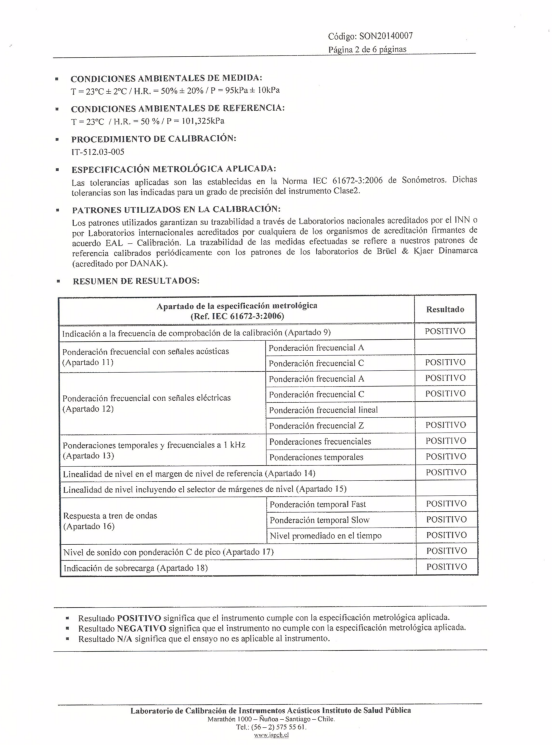 Código: SON20140007
Página 2 de 6 páginas
▪ CONDICIONES AMBIENTALES DE MEDIDA:
T = 23ºC ± 2ºC / H.R. = 50% ± 20% / P = 95kPa ± 10kPa
▪ CONDICIONES AMBIENTALES DE REFERENCIA:
T = 23ºC / H.R. = 50 % / P = 101,325kPa
▪ PROCEDIMIENTO DE CALIBRACIÓN:
IT-512.03-005
▪ ESPECIFICACIÓN METROLÓGICA APLICADA:
Las tolerancias aplicadas son las establecidas en la Norma IEC 61672-3:2006 de Sonómetros. Dichas
tolerancias son las indicadas para un grado de precisión del instrumento Clase2.
▪ PATRONES UTILIZADOS EN LA CALIBRACIÓN:
Los patrones utilizados garantizan su trazabilidad a través de Laboratorios nacionales acreditados por el INN o
por Laboratorios internacionales acreditados por cualquiera de los organismos de acreditación firmantes de
acuerdo EAL – Calibración. La trazabilidad de las medidas efectuadas se refiere a nuestros patrones de
referencia calibrados periódicamente con los patrones de los laboratorios de Brüel & Kjaer Dinamarca
(acreditado por DANAK).
▪ RESUMEN DE RESULTADOS:
Apartado de la especificación metrológica
(Ref. IEC 61672-3:2006)
Resultado
Indicación a la frecuencia de comprobación de la calibración (Apartado 9) POSITIVO
Ponderación frecuencial con señales acústicas
(Apartado 11)
Ponderación frecuencial A
Ponderación frecuencial C POSITIVO
Ponderación frecuencial con señales eléctricas
(Apartado 12)
Ponderación frecuencial A POSITIVO
Ponderación frecuencial C POSITIVO
Ponderación frecuencial lineal
Ponderación frecuencial Z POSITIVO
Ponderaciones temporales y frecuenciales a 1 kHz
(Apartado 13)
Ponderaciones frecuenciales POSITIVO
Ponderaciones temporales POSITIVO
Linealidad de nivel en el margen de nivel de referencia (Apartado 14) POSITIVO
Linealidad de nivel incluyendo el selector de márgenes de nivel (Apartado 15)
Respuesta a tren de ondas
(Apartado 16)
Ponderación temporal Fast POSITIVO
Ponderación temporal Slow POSITIVO
Nivel promediado en el tiempo POSITIVO
Nivel de sonido con ponderación C de pico (Apartado 17) POSITIVO
Indicación de sobrecarga (Apartado 18) POSITIVO
▪ Resultado POSITIVO significa que el instrumento cumple con la especificación metrológica aplicada.
▪ Resultado NEGATIVO significa que el instrumento no cumple con la especificación metrológica aplicada.
▪ Resultado N/A significa que el ensayo no es aplicable al instrumento.
Laboratorio de Calibración de Instrumentos Acústicos Instituto de Salud Pública
Marathón 1000 – Ñuñoa – Santiago – Chile.
Tel.: (56 – 2) 575 55 61.
www.ispch.cl